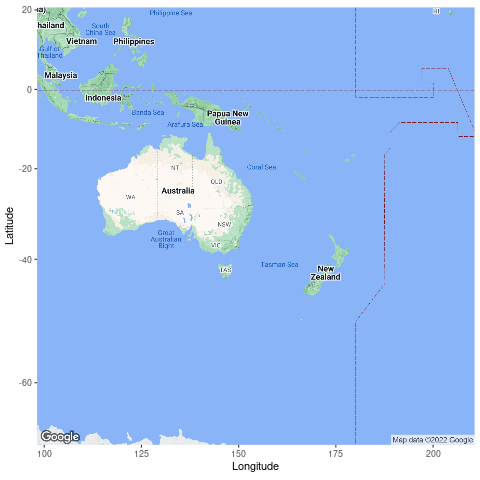 20
a)
hailand
Vietnam
South
China Sea
Philippine Sea
Philippines
Gulf of
Thailand
Malaysia
HI
0
Indonesia
Banda Sea
Arafura Sea
Papua New
Guinea
-20
NT
QLD
Coral Sea
Australia
WA
SA
NSW
Great
Australian
Bight
VIC
TAS
Tasman Sea
New
Zealand
-40
-60
Latitude
Google
Map data ©2022 Google
100
125
150
175
200
Longitude